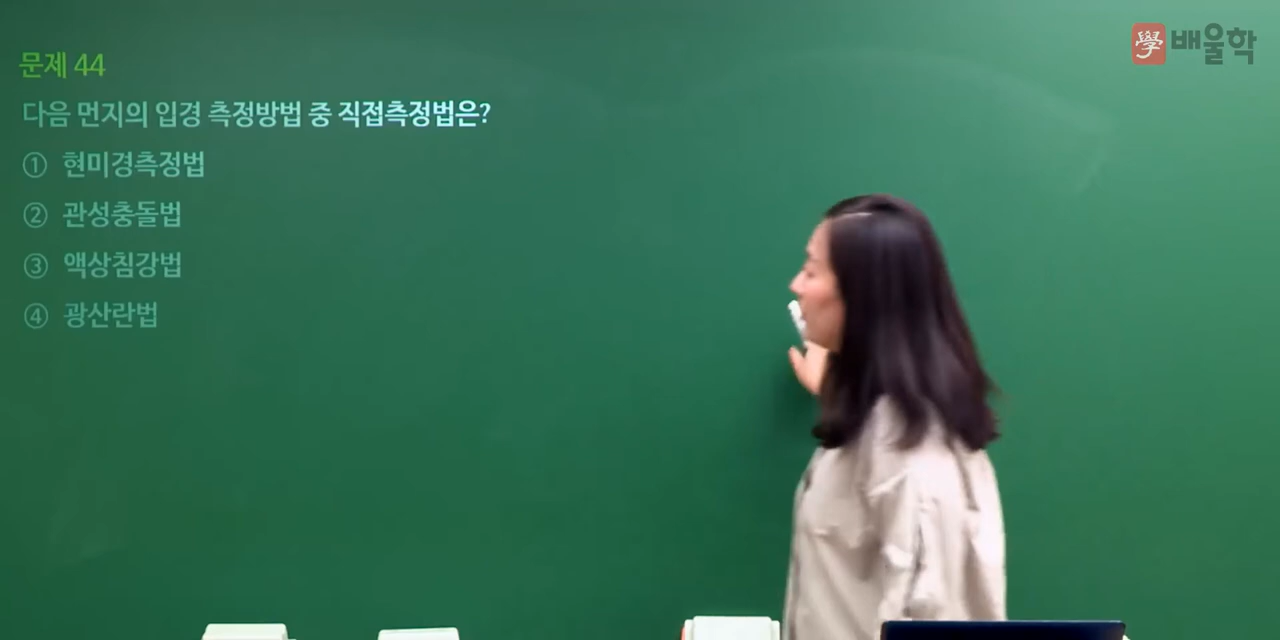 學 배울학
문제 44
다음 먼지의 입경 측정방법 중 직접측정법은?
① 현미경측정법
② 관성충돌법
③ 액상침강법
④ 광산란법